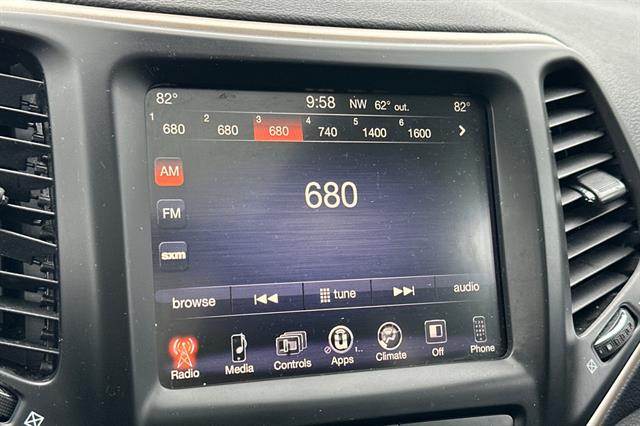 82° 9:58 NW 62° out. 82°
1 680 2 680 3 680 4 740 5 1400 6 1600
AM
680
FM
sxm
browse tune audio
Radio Media Controls Apps 1.. Climate Off Phone